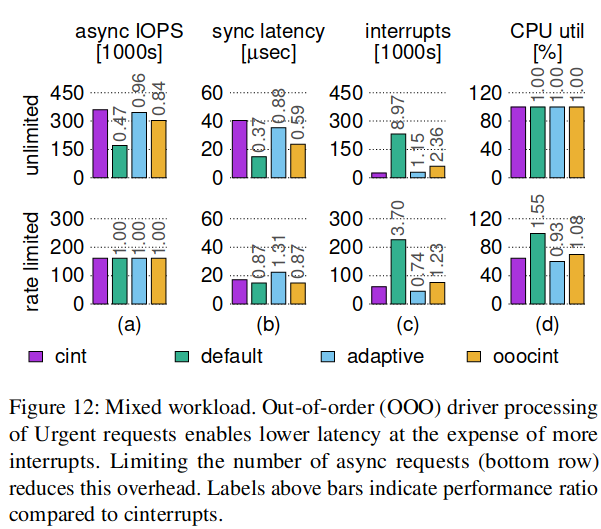 async IOPS [1000s]
sync latency [µsec]
interrupts [1000s]
CPU util [%]
unlimited
450
300
150
0
0.47
0.96
0.84
60
40
20
0
0.37
0.88
0.59
450
300
150
0
8.97
1.15
2.36
120
80
40
0
1.00
1.00
1.00
rate limited
300
200
100
0
1.00
1.00
1.00
60
40
20
0
0.87
1.31
0.87
300
200
100
0
3.70
0.74
1.23
120
80
40
0
1.55
0.93
1.08
(a)
(b)
(c)
(d)
cint
default
adaptive
ooocint
Figure 12: Mixed workload. Out-of-order (OOO) driver processing
of Urgent requests enables lower latency at the expense of more
interrupts. Limiting the number of async requests (bottom row)
reduces this overhead. Labels above bars indicate performance ratio
compared to cinterrupts.